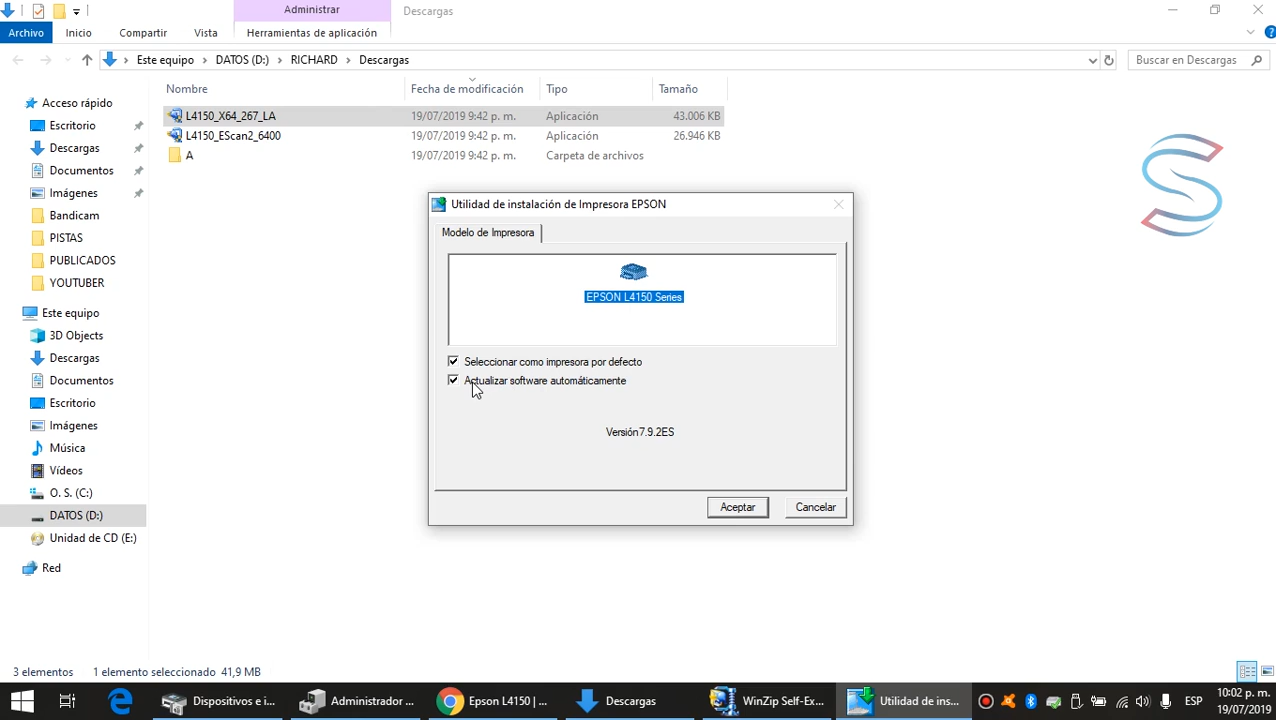 Administrar
Descargas
Archivo
Inicio
Compartir
Vista
Herramientas de aplicación
Este equipo
DATOS (D:)
RICHARD
Descargas
Buscar en Descargas
Nombre
Fecha de modificación
Tipo
Tamaño
L4150_X64_267_LA
19/07/2019 9:42 p. m.
Aplicación
43.006 KB
L4150_EScan2_6400
19/07/2019 9:42 p. m.
Aplicación
26.946 KB
A
19/07/2019 9:42 p. m.
Carpeta de archivos
Acceso rápido
Escritorio
Descargas
Documentos
Imágenes
Bandicam
PISTAS
PUBLICADOS
YOUTUBER
Este equipo
3D Objects
Descargas
Documentos
Escritorio
Imágenes
Música
Vídeos
O. S. (C:)
DATOS (D:)
Unidad de CD (E:)
Red
Utilidad de instalación de Impresora EPSON
Modelo de Impresora
EPSON L4150 Series
Seleccionar como impresora por defecto
Actualizar software automáticamente
Versión7.9.2ES
Aceptar
Cancelar
3 elementos
1 elemento seleccionado 41,9 MB
Dispositivos e i...
Administrador ...
Epson L4150 | ...
Descargas
WinZip Self-Ex...
Utilidad de ins...
ESP
10:02 p. m.
19/07/2019